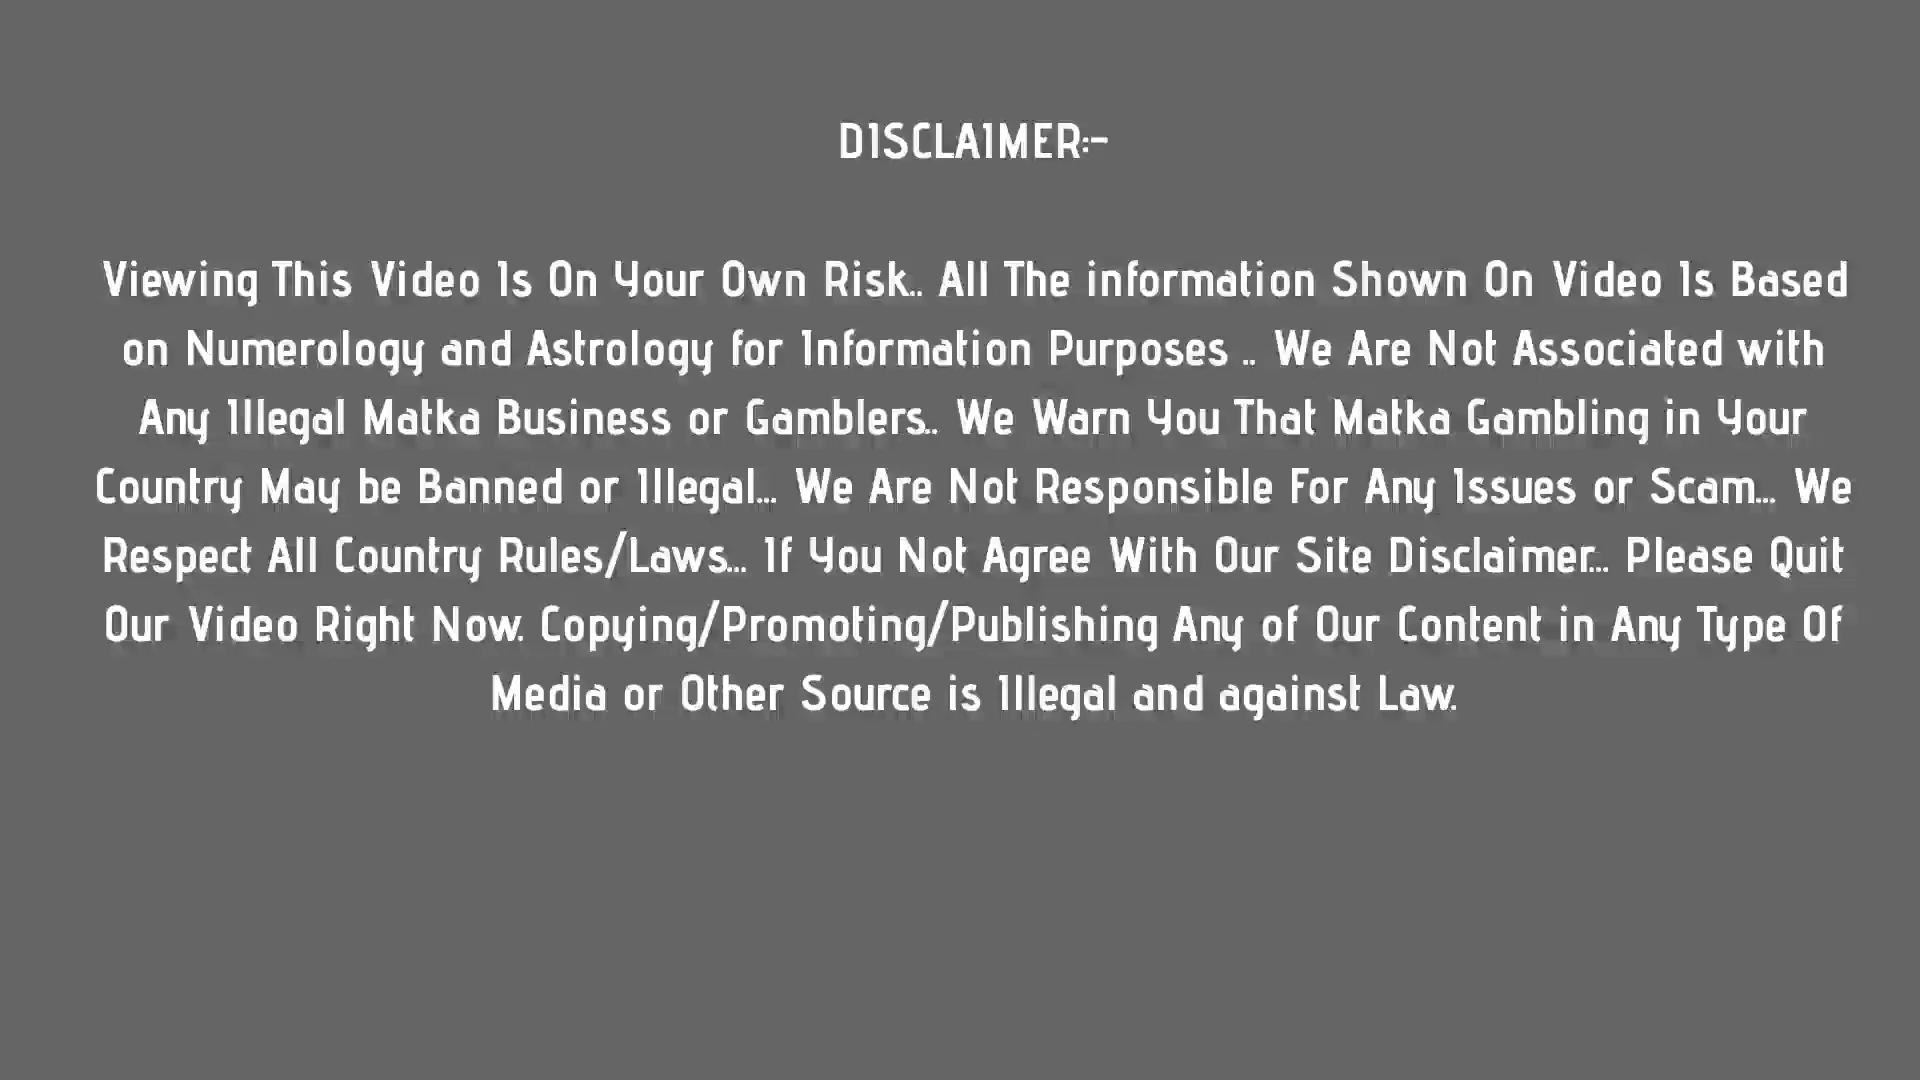 DISCLAIMER:-
Viewing This Video Is On Your Own Risk.. All The information Shown On Video Is Based
on Numerology and Astrology for Information Purposes .. We Are Not Associated with
Any Illegal Matka Business or Gamblers.. We Warn You That Matka Gambling in Your
Country May be Banned or Illegal... We Are Not Responsible For Any Issues or Scam... We
Respect All Country Rules/Laws... If You Not Agree With Our Site Disclaimer... Please Quit
Our Video Right Now. Copying/Promoting/Publishing Any of Our Content in Any Type Of
Media or Other Source is Illegal and against Law.